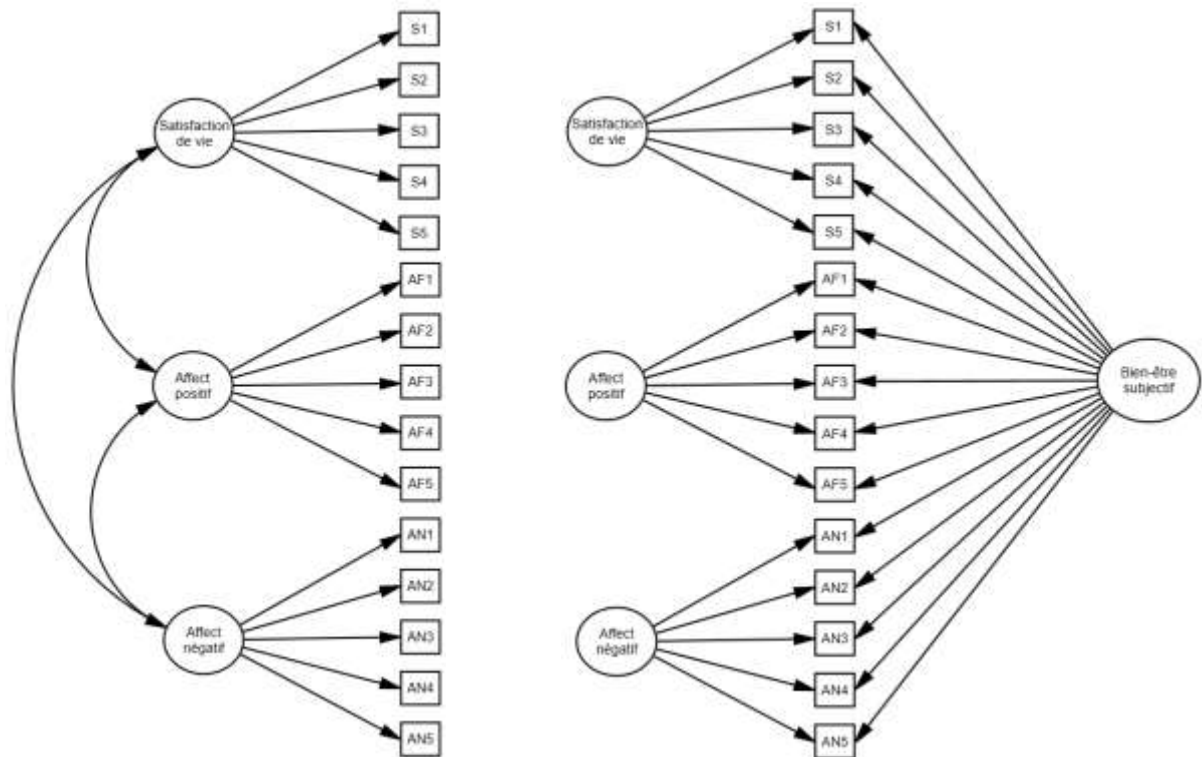 Satisfaction
de vie
S1
S2
S3
S4
S5
Affect
positif
AF1
AF2
AF3
AF4
AF5
Affect
négatif
AN1
AN2
AN3
AN4
AN5
Satisfaction
de vie
S1
S2
S3
S4
S5
Affect
positif
AF1
AF2
AF3
AF4
AF5
Affect
négatif
AN1
AN2
AN3
AN4
AN5
Bien-être
subjectif